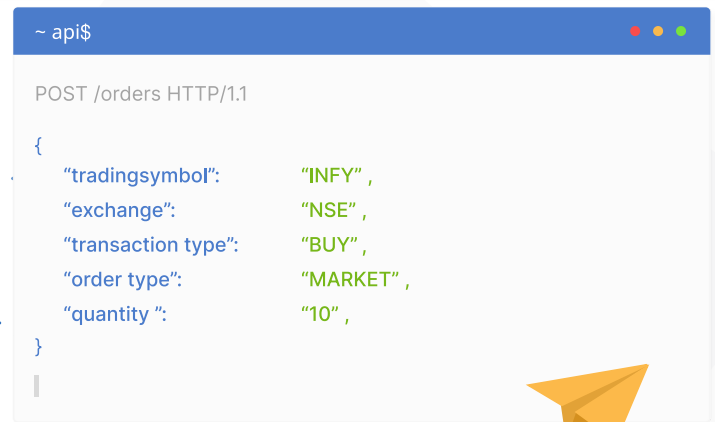 ~ api$
POST /orders HTTP/1.1
{
“tradingsymbol”: “INFY” ,
“exchange”: “NSE” ,
“transaction type”: “BUY” ,
“order type”: “MARKET” ,
“quantity ”: “10” ,
}